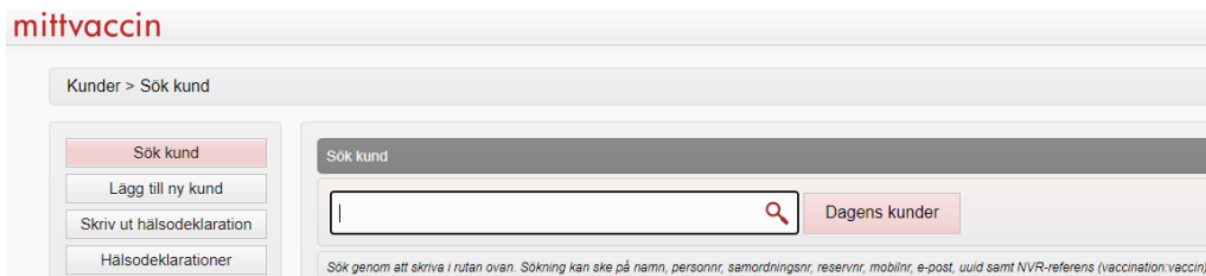 mittvaccin
Kunder > Sök kund
Sök kund
Lägg till ny kund
Skriv ut hälsodeklaration
Hälsodeklarationer
Sök kund
Dagens kunder
Sök genom att skriva i rutan ovan. Sökning kan ske på namn, personnr, samordningsnr, reservnr, mobilnr, e-post, uuid samt NVR-referens (vaccination:vaccin)